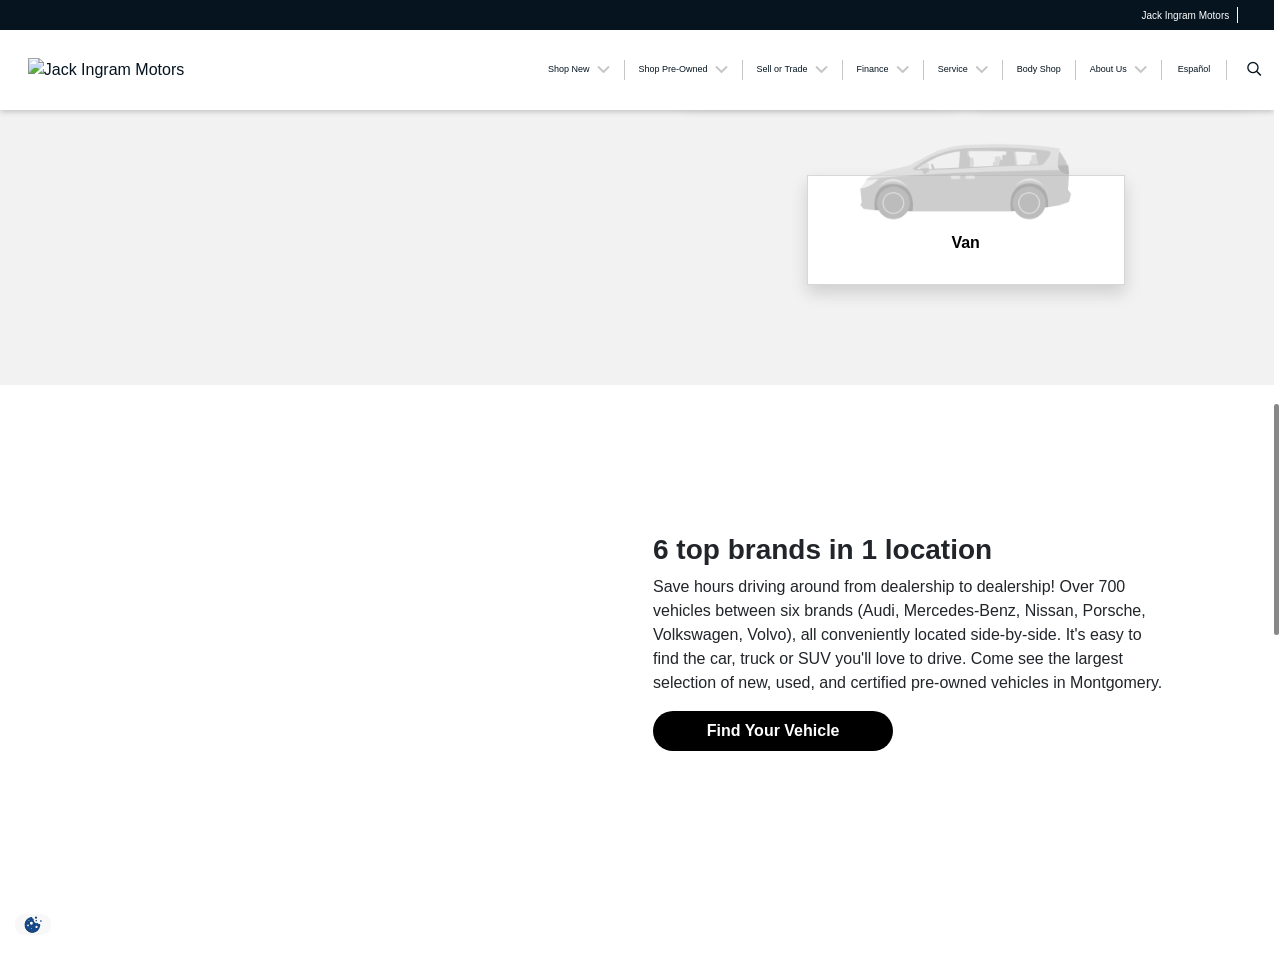 Jack Ingram Motors
Jack Ingram Motors
Shop New
Shop Pre-Owned
Sell or Trade
Finance
Service
Body Shop
About Us
Español
Van
6 top brands in 1 location
Save hours driving around from dealership to dealership! Over 700
vehicles between six brands (Audi, Mercedes-Benz, Nissan, Porsche,
Volkswagen, Volvo), all conveniently located side-by-side. It's easy to
find the car, truck or SUV you'll love to drive. Come see the largest
selection of new, used, and certified pre-owned vehicles in Montgomery.
Find Your Vehicle